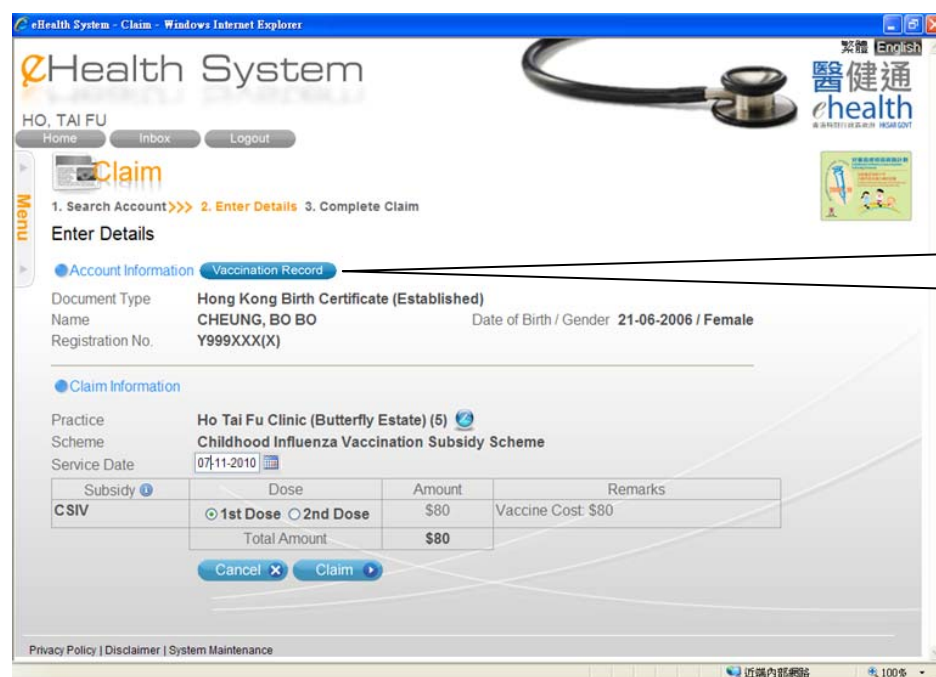 eHealth System - Claim - Windows Internet Explorer
繁體 English
eHealth System
醫健通
ehealth
HO, TAI FU
Home Inbox Logout
Menu
Claim
1. Search Account>>> 2. Enter Details 3. Complete Claim
Enter Details
Account Information Vaccination Record
Document Type Hong Kong Birth Certificate (Established)
Name CHEUNG, BO BO Date of Birth / Gender 21-06-2006 / Female
Registration No. Y999XXX(X)
Claim Information
Practice Ho Tai Fu Clinic (Butterfly Estate) (5)
Scheme Childhood Influenza Vaccination Subsidy Scheme
Service Date 07-11-2010
Subsidy Dose Amount Remarks
CSIV 1st Dose 2nd Dose $80 Vaccine Cost: $80
Total Amount $80
Cancel Claim
Privacy Policy | Disclaimer | System Maintenance
近端內部網路 100%